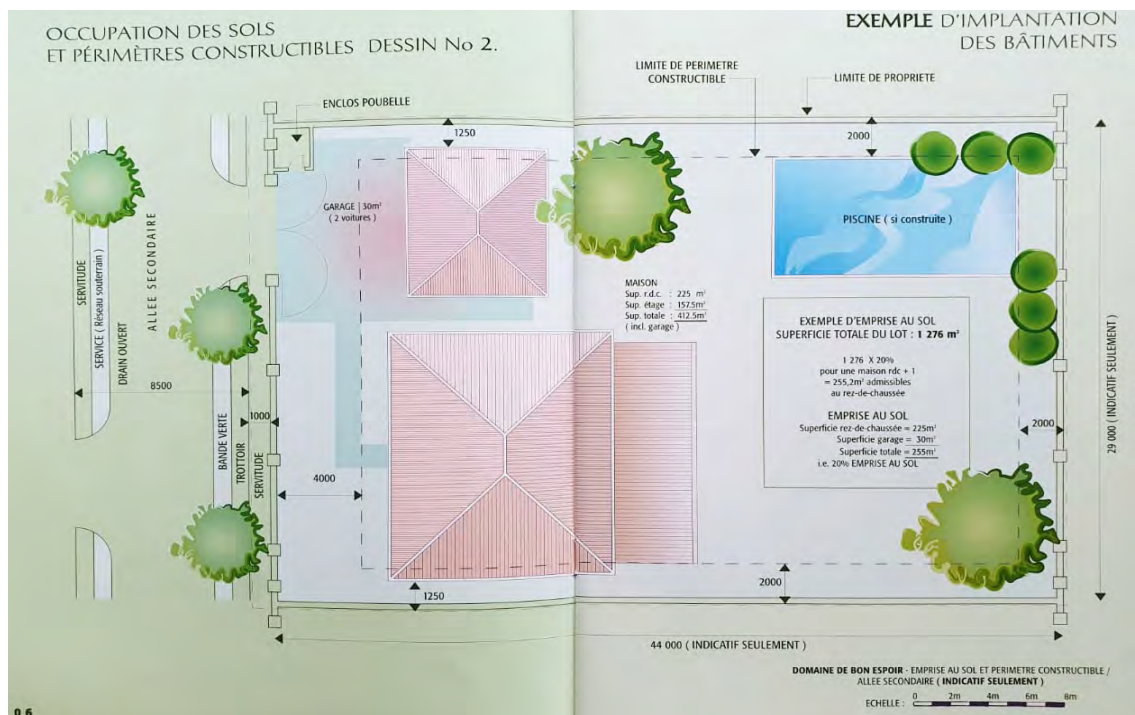 OCCUPATION DES SOLS
ET PÉRIMÈTRES CONSTRUCTIBLES DESSIN No 2.
EXEMPLE D'IMPLANTATION
DES BÂTIMENTS
LIMITE DE PERIMETRE
CONSTRUCTIBLE
LIMITE DE PROPRIETE
ENCLOS POUBELLE
1250
2000
GARAGE 30m²
( 2 voitures )
PISCINE ( si construite )
SERVITUDE
SERVICE ( Réseau souterrain )
DRAIN OUVERT
ALLEE SECONDAIRE
MAISON
Sup. r.d.c. : 225 m²
Sup. étage : 157.5m²
Sup. totale : 412.5m²
( incl. garage )
EXEMPLE D'EMPRISE AU SOL
SUPERFICIE TOTALE DU LOT : 1 276 m²
1 276 X 20%
pour une maison rdc + 1
= 255,2m² admissibles
au rez-de-chaussée
EMPRISE AU SOL
Superficie rez-de-chaussée = 225m²
Superficie garage = 30m²
Superficie totale = 255m²
i.e. 20% EMPRISE AU SOL
29 000 ( INDICATIF SEULEMENT )
8500
1000
2000
BANDE VERTE
TROTTOIR
SERVITUDE
4000
1250
2000
44 000 ( INDICATIF SEULEMENT )
DOMAINE DE BON ESPOIR - EMPRISE AU SOL ET PERIMETRE CONSTRUCTIBLE /
ALLEE SECONDAIRE ( INDICATIF SEULEMENT )
ECHELLE : 0 2m 4m 6m 8m
06